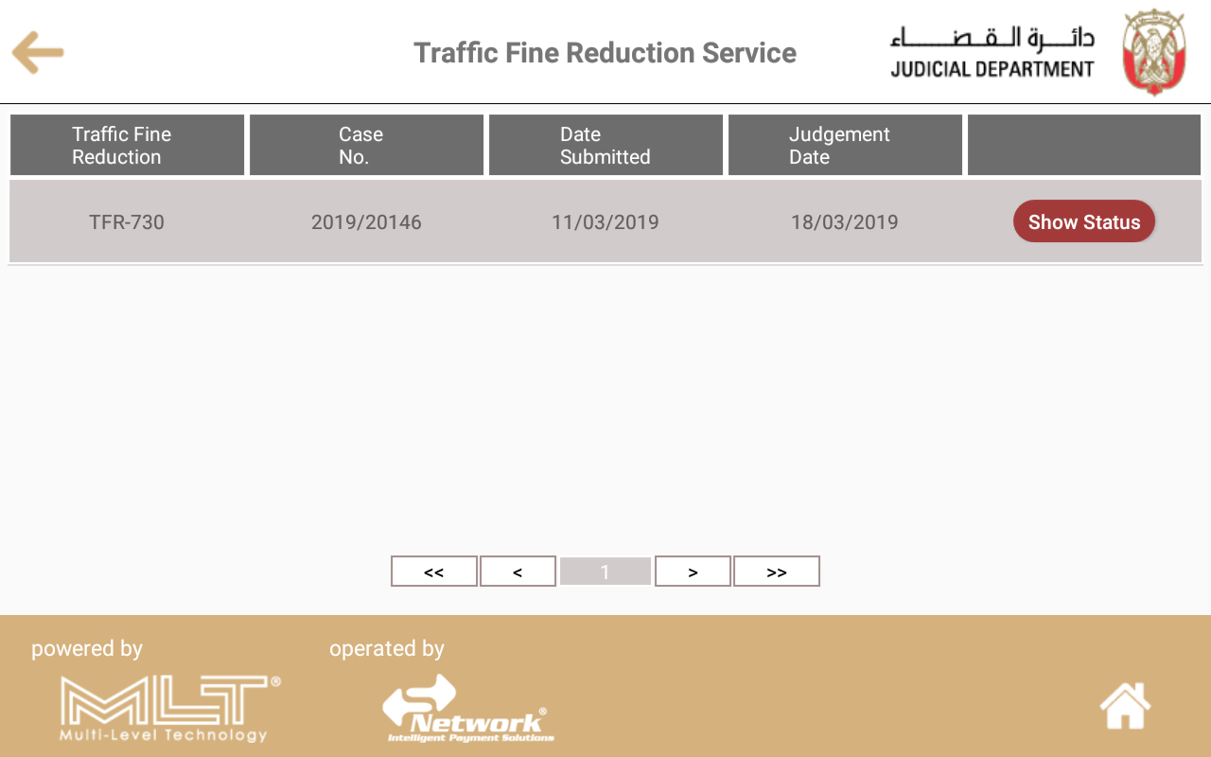 Traffic Fine Reduction Service
دائرة القضاء
JUDICIAL DEPARTMENT
Traffic Fine
Reduction
Case
No.
Date
Submitted
Judgement
Date
TFR-730
2019/20146
11/03/2019
18/03/2019
Show Status
<<
<
1
>
>>
powered by
operated by
MLT®
Multi-Level Technology
Network®
Intelligent Payment Solutions